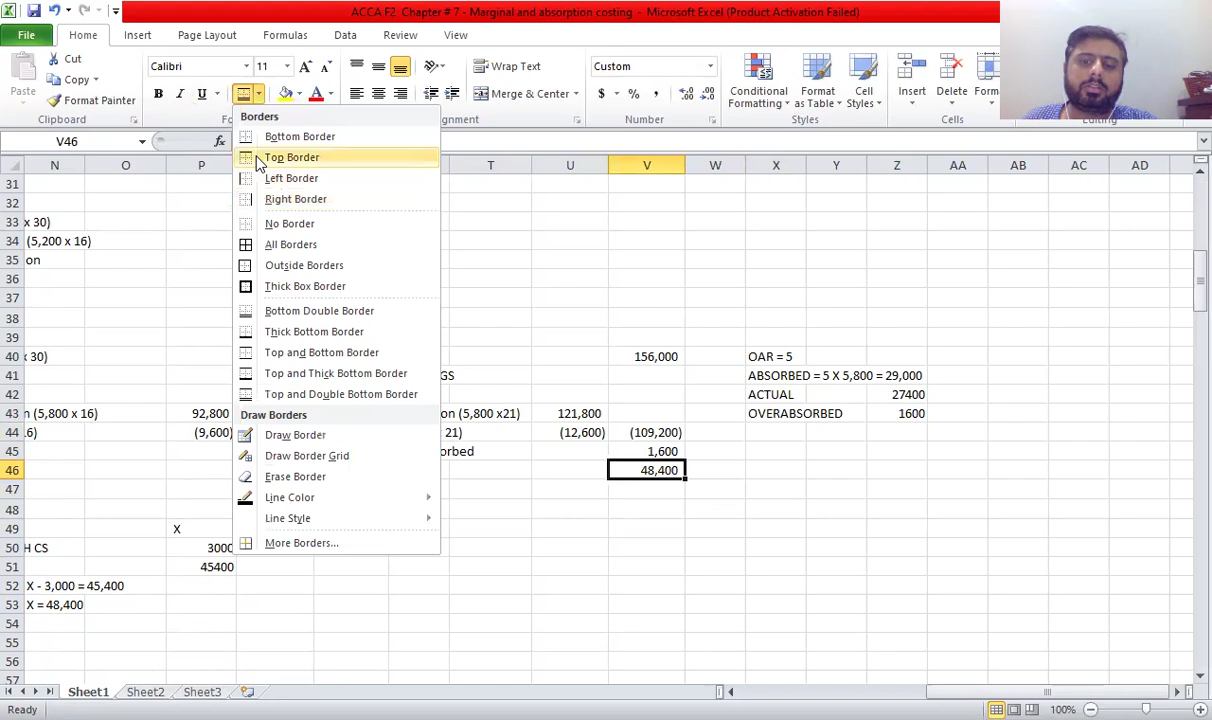 ACCA F2 Chapter # 7 - Marginal and absorption costing - Microsoft Excel (Product Activation Failed)
File Home Insert Page Layout Formulas Data Review View
Cut
Copy
Format Painter
Paste
Clipboard
Calibri 11
B I U
Wrap Text
Merge & Center
Custom
$ % ,
Number
Conditional Formatting
Format as Table
Cell Styles
Styles
Insert
Delete
V46
fx
Borders
Bottom Border
Top Border
Left Border
Right Border
No Border
All Borders
Outside Borders
Thick Box Border
Bottom Double Border
Thick Bottom Border
Top and Bottom Border
Top and Thick Bottom Border
Top and Double Bottom Border
Draw Borders
Draw Border
Draw Border Grid
Erase Border
Line Color
Line Style
More Borders...
N O P T U V W X Y Z AA AB AC AD
31
32
33 x 30)
34 (5,200 x 16)
35 on
36
37
38
39
40 x 30) 156,000 OAR = 5
41 GS ABSORBED = 5 X 5,800 = 29,000
42 ACTUAL 27400
43 n (5,800 x 16) 92,800 on (5,800 x21) 121,800 OVERABSORBED 1600
44 16) (9,600) 21) (12,600) (109,200)
45 orbed 1,600
46 48,400
47
48
49 X
50 H CS 3000
51 45400
52 X - 3,000 = 45,400
53 X = 48,400
54
55
56
57
Sheet1 Sheet2 Sheet3
Ready 100%